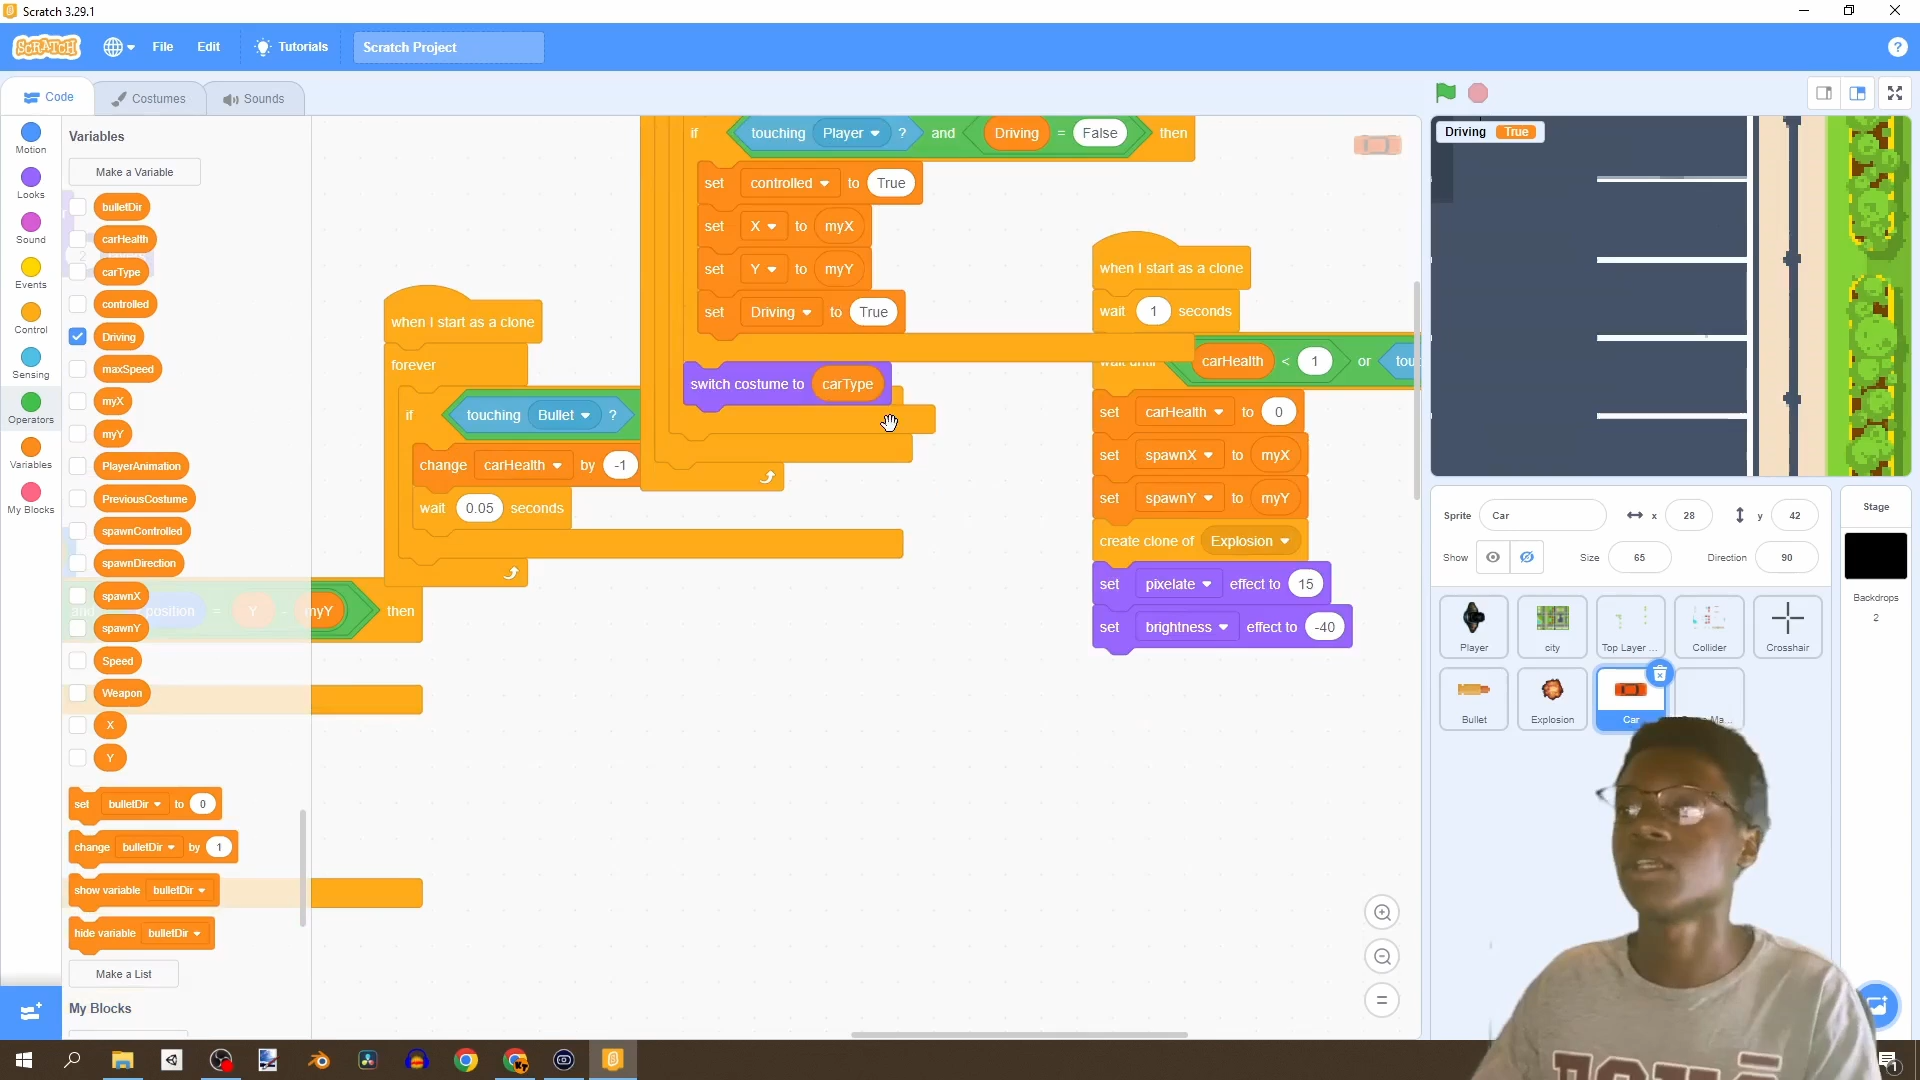 Scratch 3.29.1
SCRATCH
File
Edit
Tutorials
Scratch Project
?
Code
Costumes
Sounds
Motion
Looks
Sound
Events
Control
Sensing
Operators
Variables
My Blocks
Variables
Make a Variable
bulletDir
carHealth
carType
controlled
Driving
maxSpeed
myX
myY
PlayerAnimation
PreviousCostume
spawnControlled
spawnDirection
spawnX
spawnY
Speed
Weapon
X
Y
set bulletDir to 0
change bulletDir by 1
show variable bulletDir
hide variable bulletDir
Make a List
My Blocks
and position = Y - myY then
when I start as a clone
forever
if touching Bullet ?
change carHealth by -1
wait 0.05 seconds
if touching Player ? and Driving = False then
set controlled to True
set X to myX
set Y to myY
set Driving to True
switch costume to carType
when I start as a clone
wait 1 seconds
wait until carHealth < 1 or tou
set carHealth to 0
set spawnX to myX
set spawnY to myY
create clone of Explosion
set pixelate effect to 15
set brightness effect to -40
Driving True
Sprite Car x 28 y 42
Show Size 65 Direction 90
Stage
Backdrops
2
Player
city
Top Layer ...
Collider
Crosshair
Bullet
Explosion
Car
1